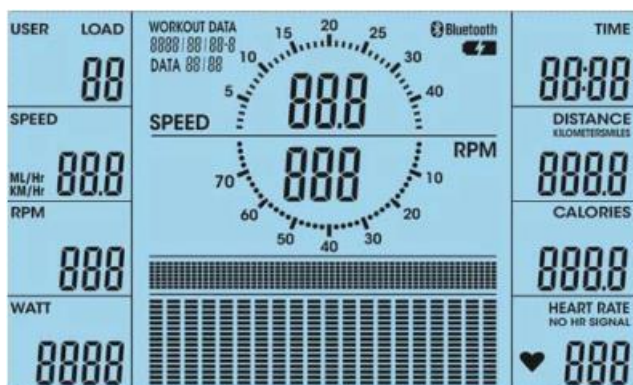 USER LOAD
88
SPEED
ML/Hr
KM/Hr
88.8
RPM
888
WATT
8888
WORKOUT DATA
8888/88/88-8
DATA 88/88
Bluetooth
5 10 15 20 25 30 40
SPEED
88.8
RPM
888
70 60 50 40 30 20 10
TIME
88:88
DISTANCE
KILOMETERSMILES
888.8
CALORIES
888.8
HEART RATE
NO HR SIGNAL
888